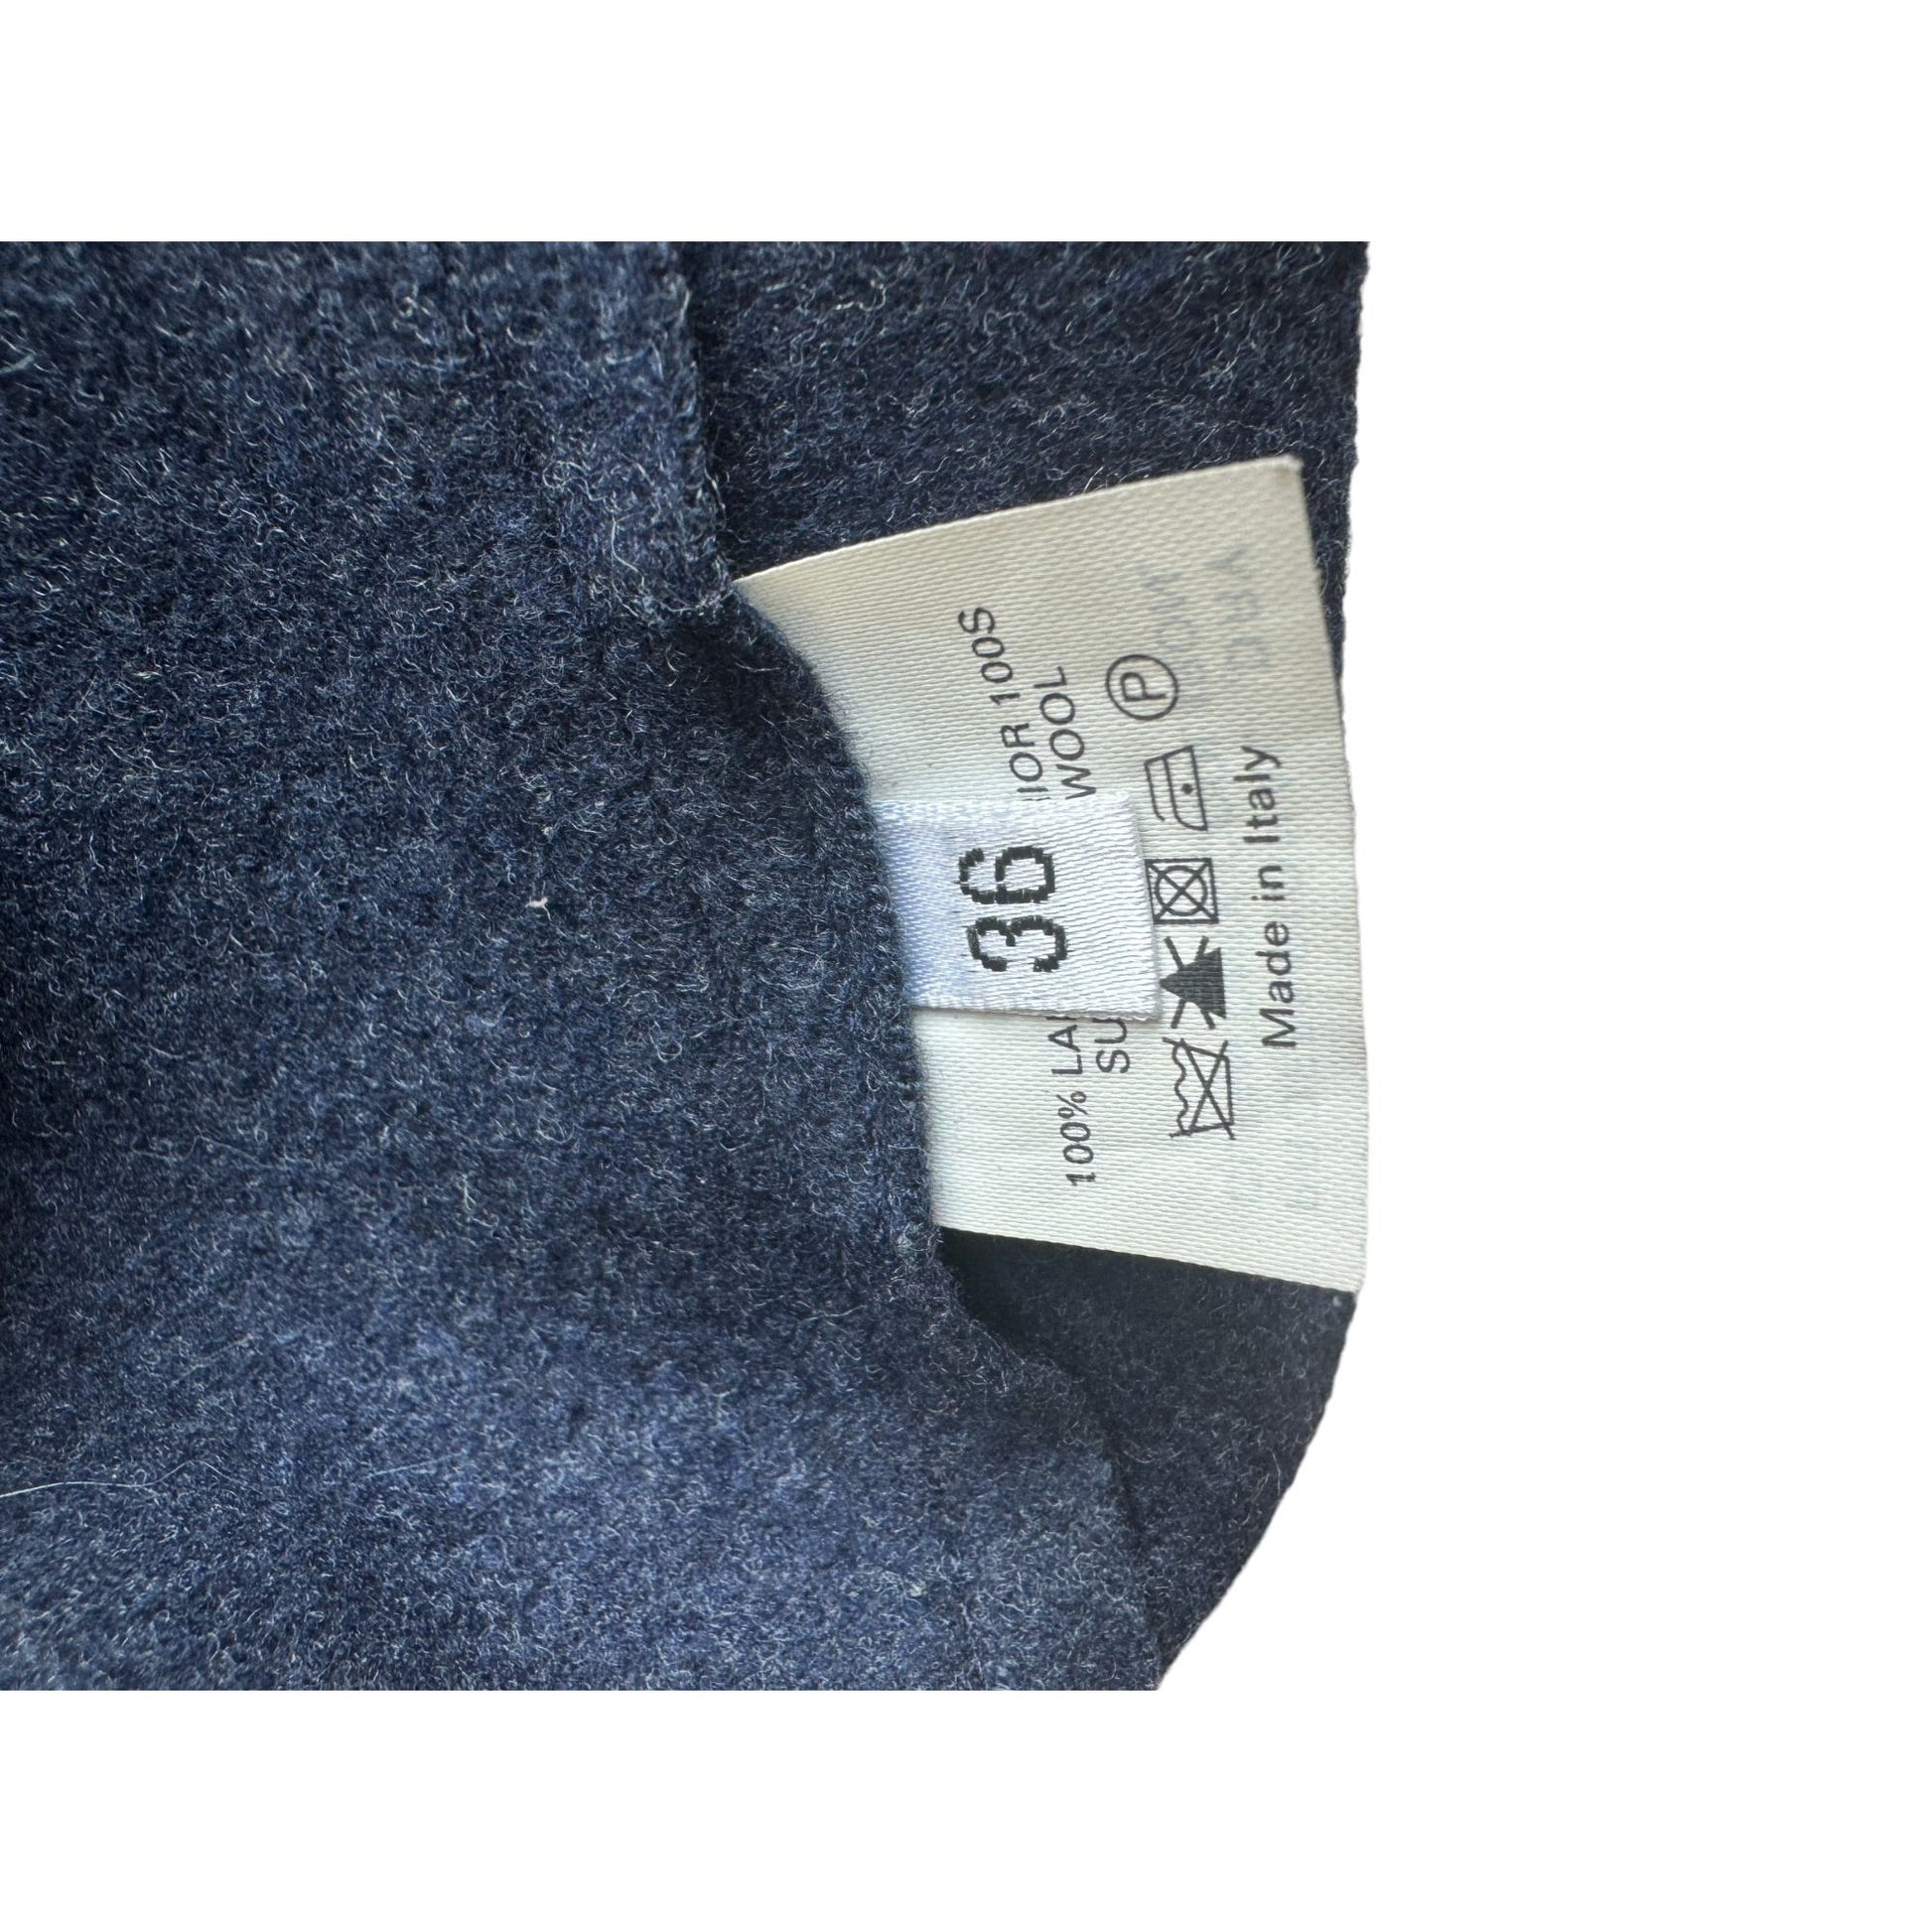 36
100% LA IOR 100S
SU WOOL
P
Made in Italy